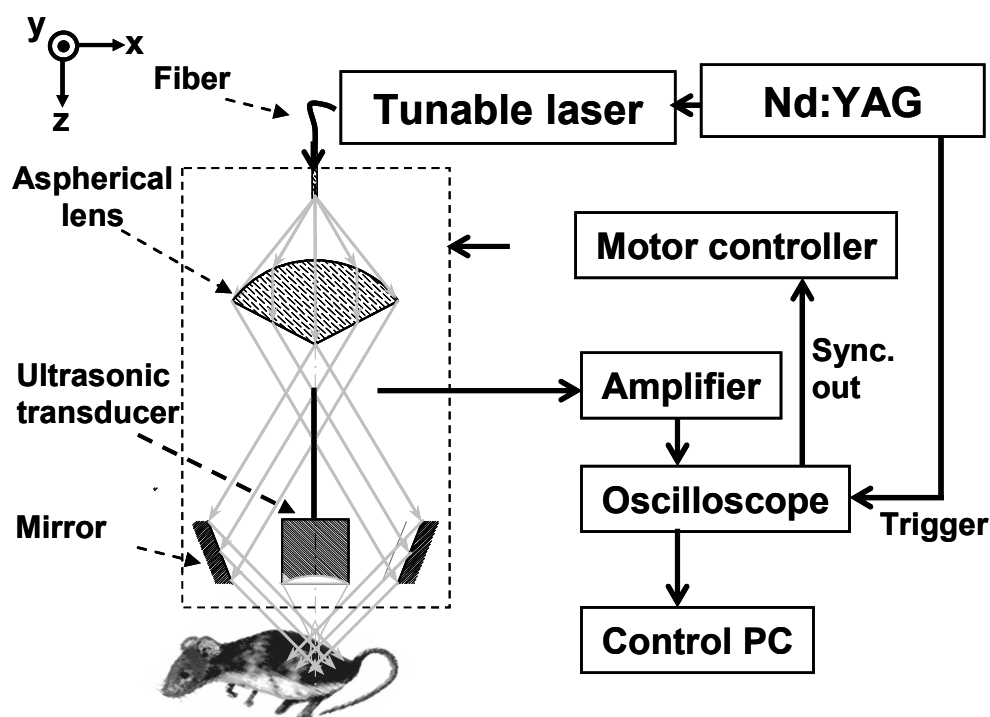 y
x
z
Fiber
Tunable laser
Nd:YAG
Aspherical
lens
Motor controller
Sync.
out
Ultrasonic
transducer
Amplifier
Oscilloscope
Trigger
Mirror
Control PC